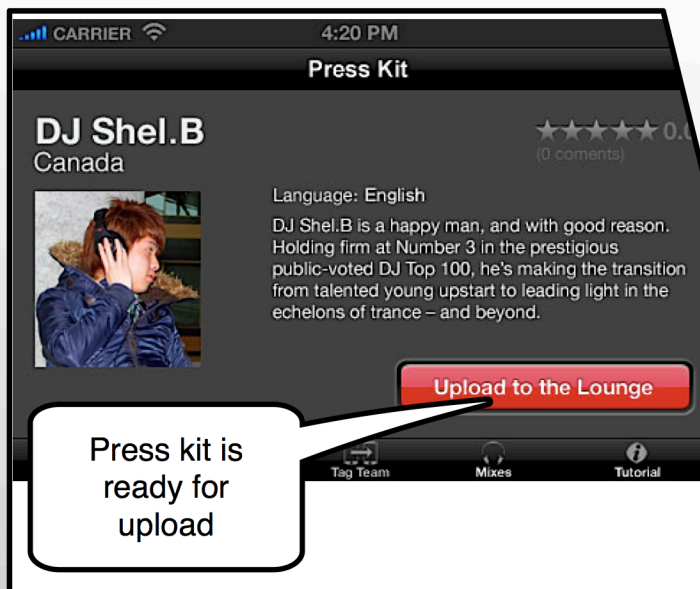 CARRIER 4:20 PM
Press Kit
DJ Shel.B
Canada
0.0
(0 coments)
Language: English
DJ Shel.B is a happy man, and with good reason.
Holding firm at Number 3 in the prestigious
public-voted DJ Top 100, he's making the transition
from talented young upstart to leading light in the
echelons of trance – and beyond.
Upload to the Lounge
Press kit is
ready for
upload
Tag Team
Mixes
Tutorial